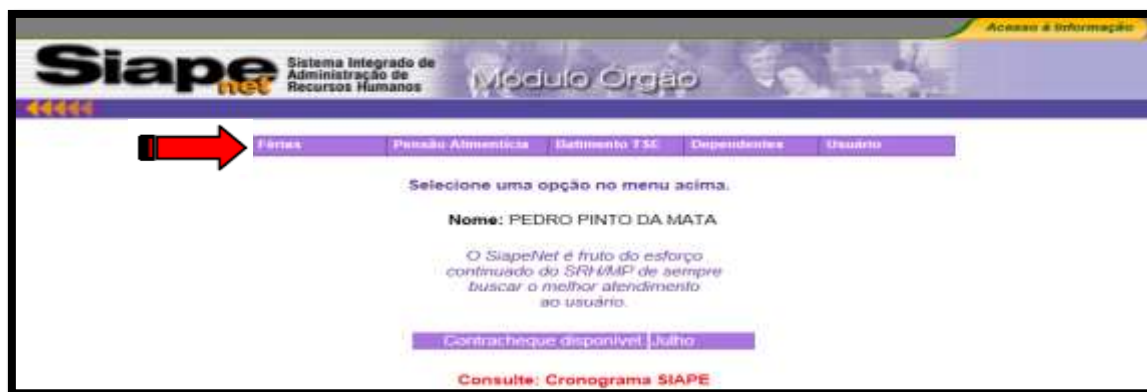 Acesso à Informação
Siape net
Sistema Integrado de
Administração de
Recursos Humanos
Módulo Órgão
Férias Pensão Alimentícia Batimento TSE Dependentes Usuário
Selecione uma opção no menu acima.
Nome: PEDRO PINTO DA MATA
O SiapeNet é fruto do esforço
continuado do SRH/MP de sempre
buscar o melhor atendimento
ao usuário.
Contracheque disponível: Julho
Consulte: Cronograma SIAPE